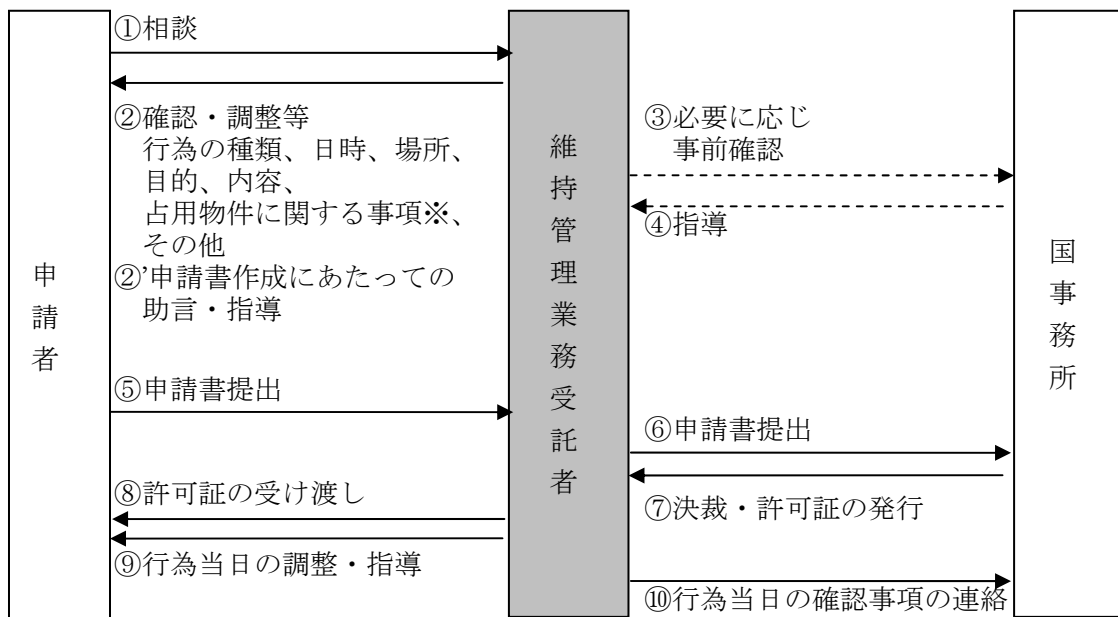 申請者
①相談
②確認・調整等
行為の種類、日時、場所、
目的、内容、
占用物件に関する事項※、
その他
②’申請書作成にあたっての
助言・指導
⑤申請書提出
⑧許可証の受け渡し
⑨行為当日の調整・指導
維持管理業務受託者
③必要に応じ
事前確認
④指導
⑥申請書提出
⑦決裁・許可証の発行
⑩行為当日の確認事項の連絡
国事務所